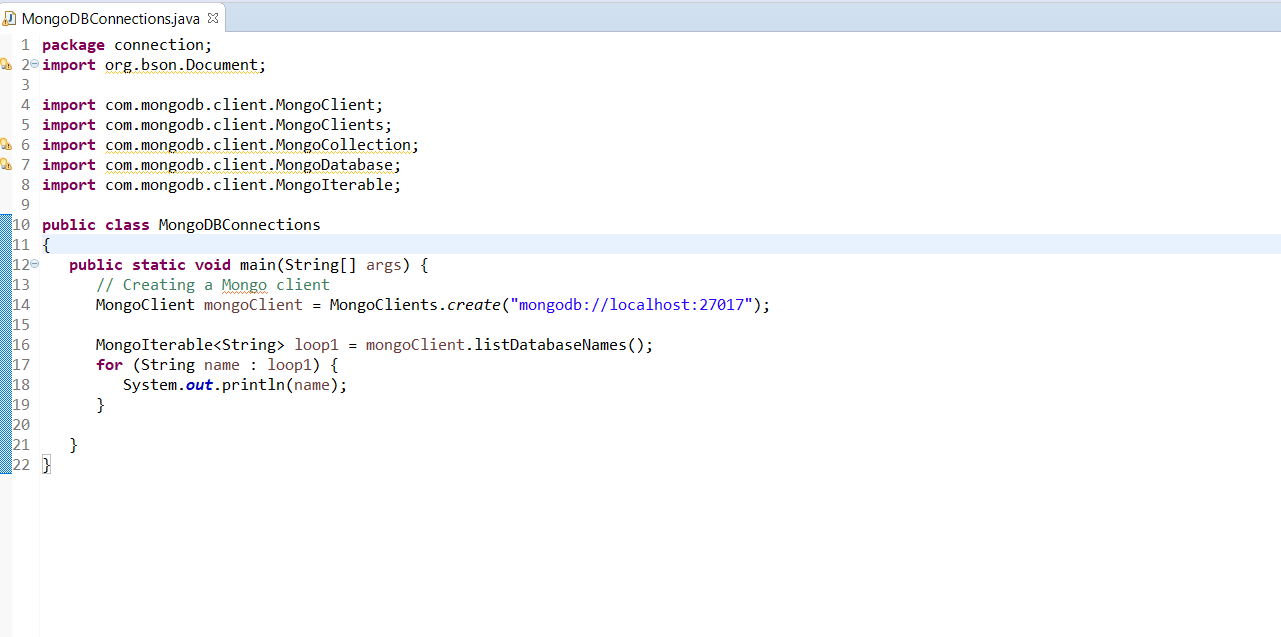 MongoDBConnections.java
1 package connection;
2 import org.bson.Document;
3
4 import com.mongodb.client.MongoClient;
5 import com.mongodb.client.MongoClients;
6 import com.mongodb.client.MongoCollection;
7 import com.mongodb.client.MongoDatabase;
8 import com.mongodb.client.MongoIterable;
9
10 public class MongoDBConnections
11 {
12 public static void main(String[] args) {
13 // Creating a Mongo client
14 MongoClient mongoClient = MongoClients.create("mongodb://localhost:27017");
15
16 MongoIterable<String> loop1 = mongoClient.listDatabaseNames();
17 for (String name : loop1) {
18 System.out.println(name);
19 }
20
21 }
22 }